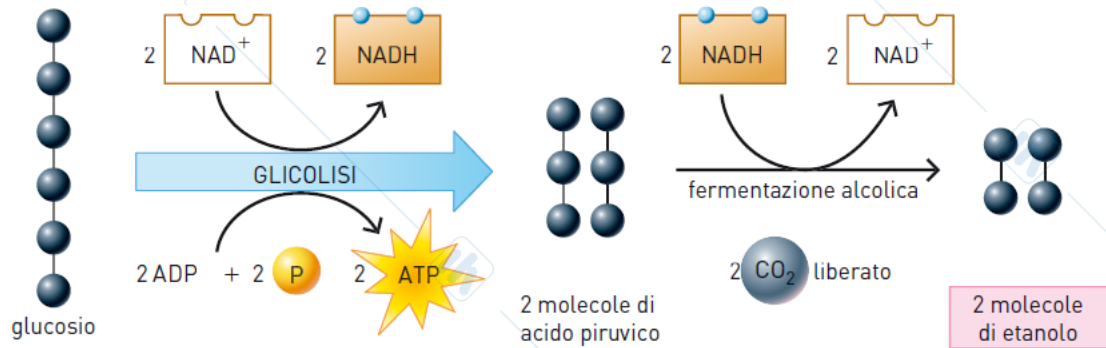 2 NAD+
2 NADH
2 NADH
2 NAD+
GLICOLISI
fermentazione alcolica
2 ADP + 2 P
2 ATP
2 CO2 liberato
glucosio
2 molecole di
acido piruvico
2 molecole
di etanolo